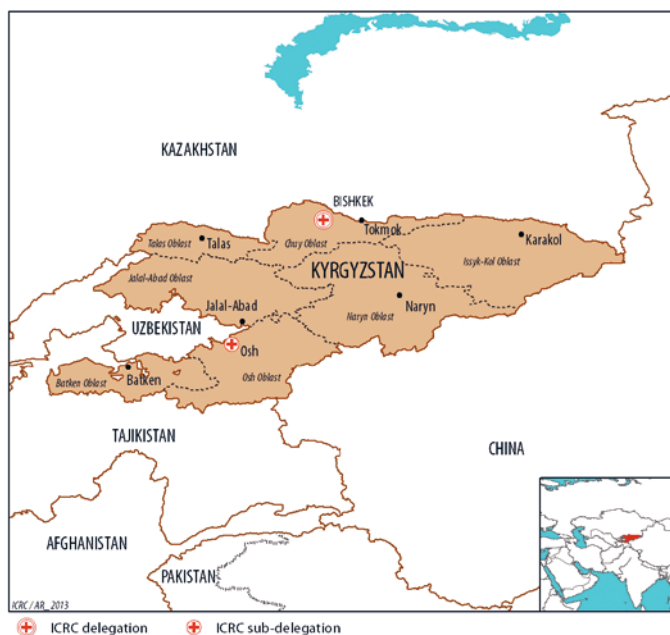 KAZAKHSTAN
BISHKEK
Tokmok
Talas Oblast
Talas
Chuy Oblast
Karakol
Issyk-Kol Oblast
KYRGYZSTAN
Jalal-Abad Oblast
Jalal-Abad
Naryn
Naryn Oblast
UZBEKISTAN
Osh
Batken Oblast
Batken
Osh Oblast
TAJIKISTAN
CHINA
AFGHANISTAN
PAKISTAN
ICRC / AR_2013
ICRC delegation
ICRC sub-delegation